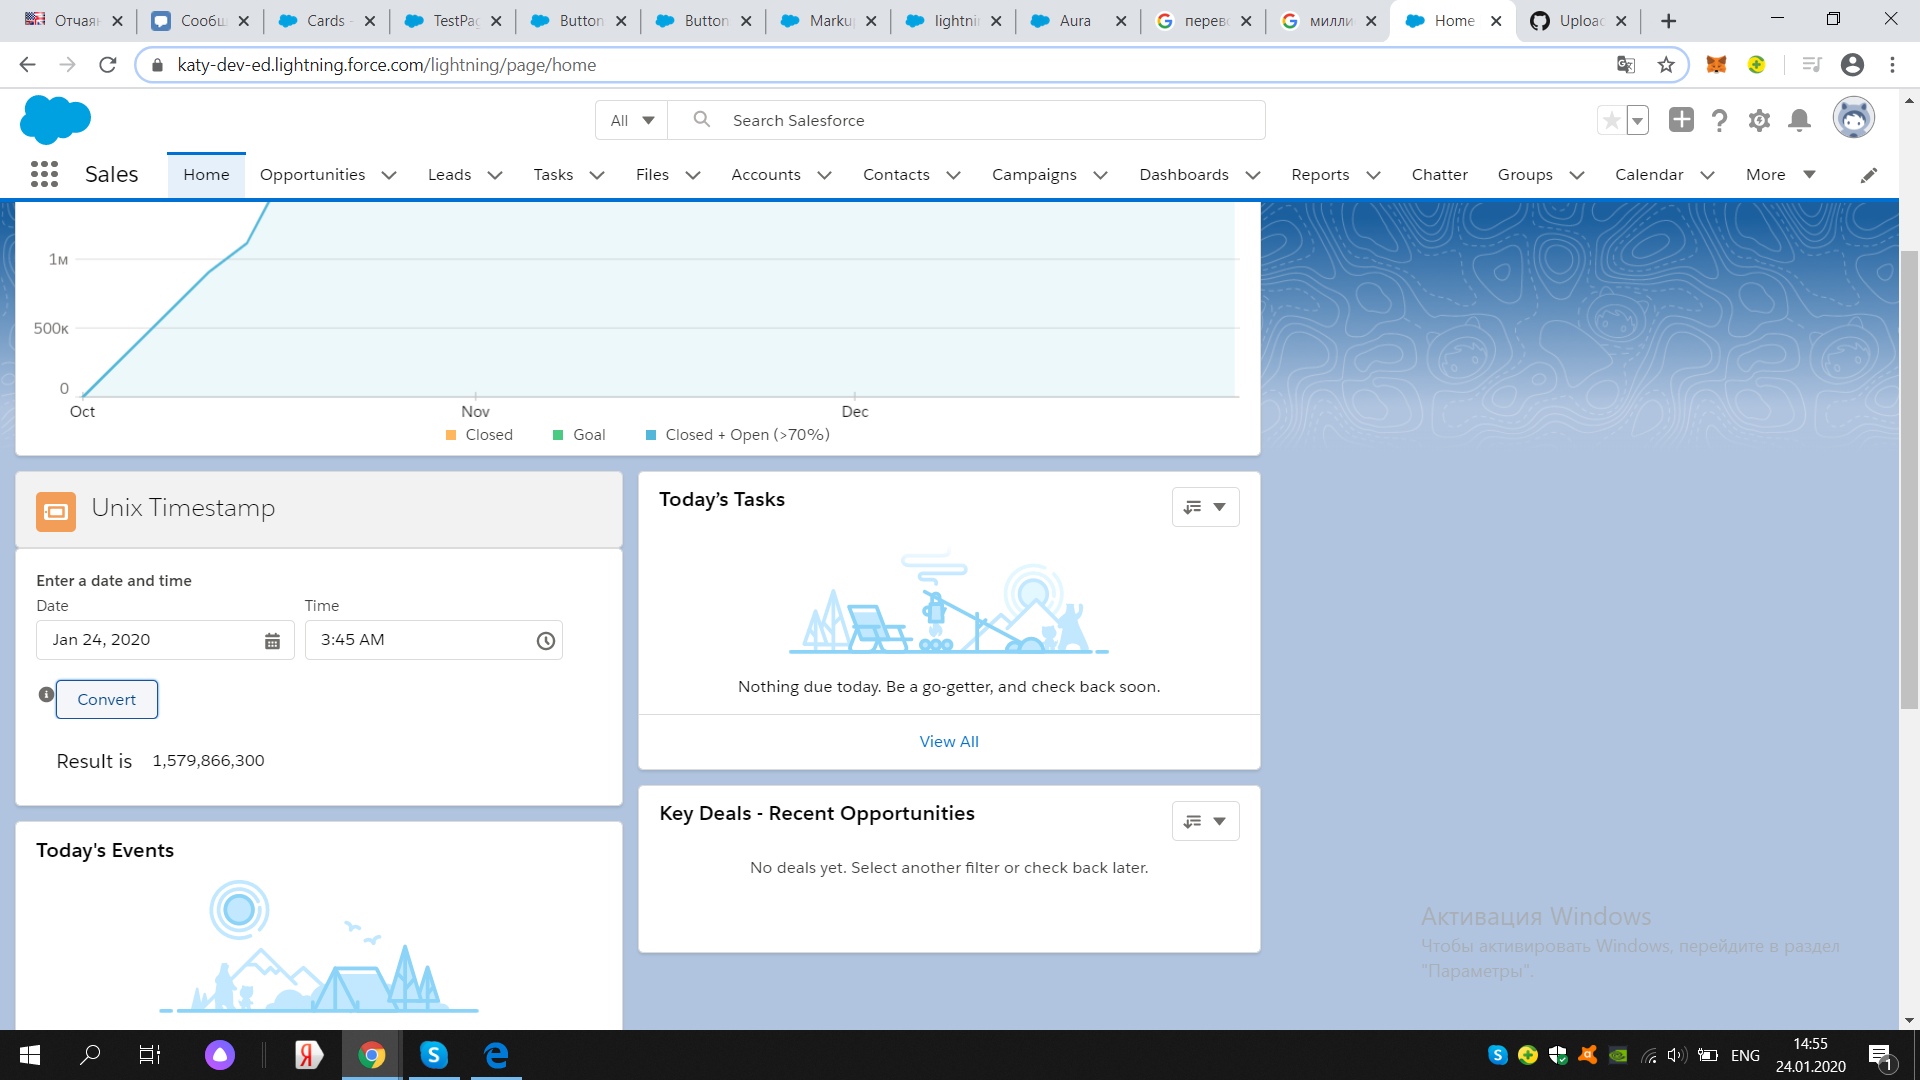 Отчаян
Сообщ
Cards -
TestPag
Button
Button
Markup
lightnin
Aura
перево
милли
Home
Upload
katy-dev-ed.lightning.force.com/lightning/page/home
All
Search Salesforce
Sales
Home
Opportunities
Leads
Tasks
Files
Accounts
Contacts
Campaigns
Dashboards
Reports
Chatter
Groups
Calendar
More
1м
500к
0
Oct
Nov
Dec
Closed
Goal
Closed + Open (>70%)
Unix Timestamp
Enter a date and time
Date
Time
Jan 24, 2020
3:45 AM
Convert
Result is 1,579,866,300
Today's Events
Today’s Tasks
Nothing due today. Be a go-getter, and check back soon.
View All
Key Deals - Recent Opportunities
No deals yet. Select another filter or check back later.
Активация Windows
Чтобы активировать Windows, перейдите в раздел
"Параметры".
ENG
14:55
24.01.2020
1